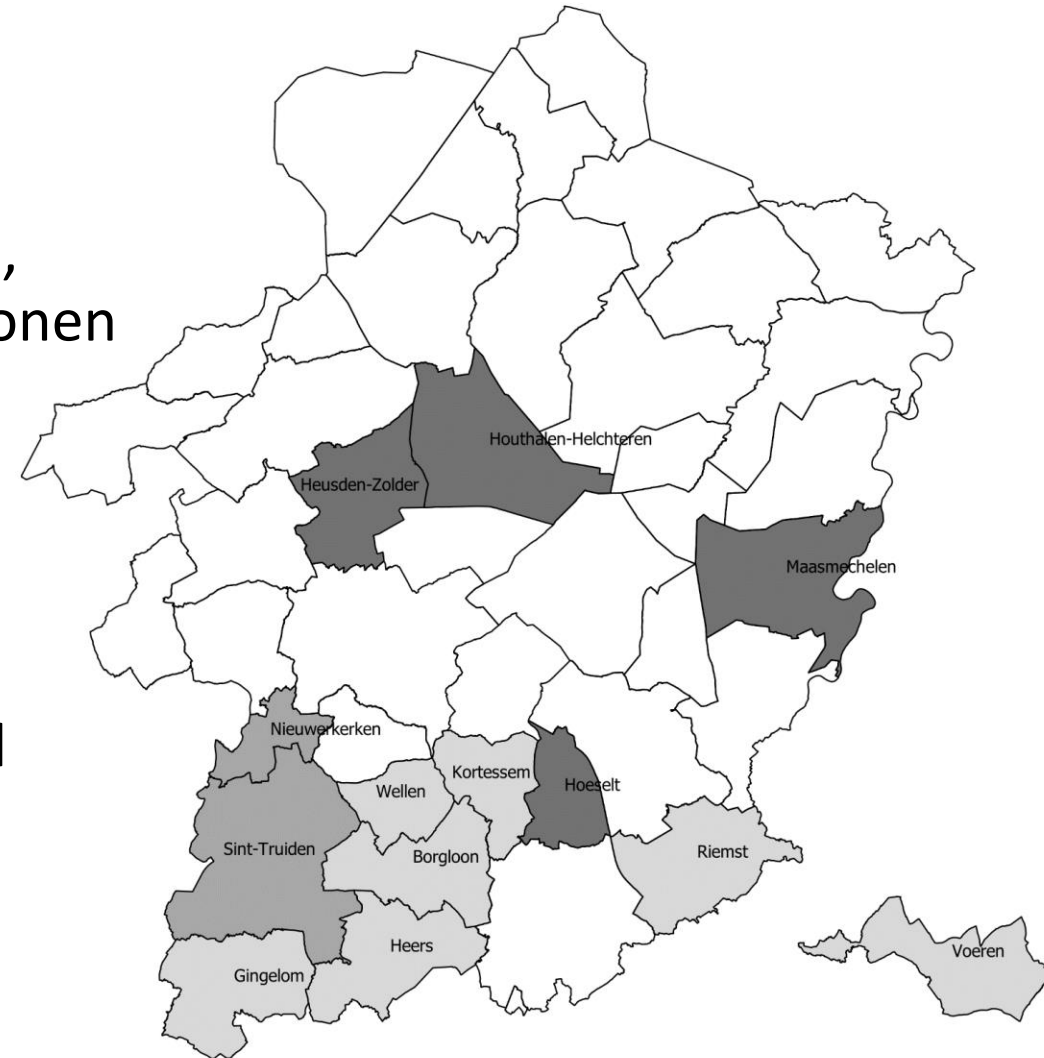 ,
onen
Houthalen-Helchteren
Heusden-Zolder
Maasmechelen
Nieuwerkerken
Kortessem
Hoeselt
Wellen
Sint-Truiden
Borgloon
Riemst
Heers
Voeren
Gingelom